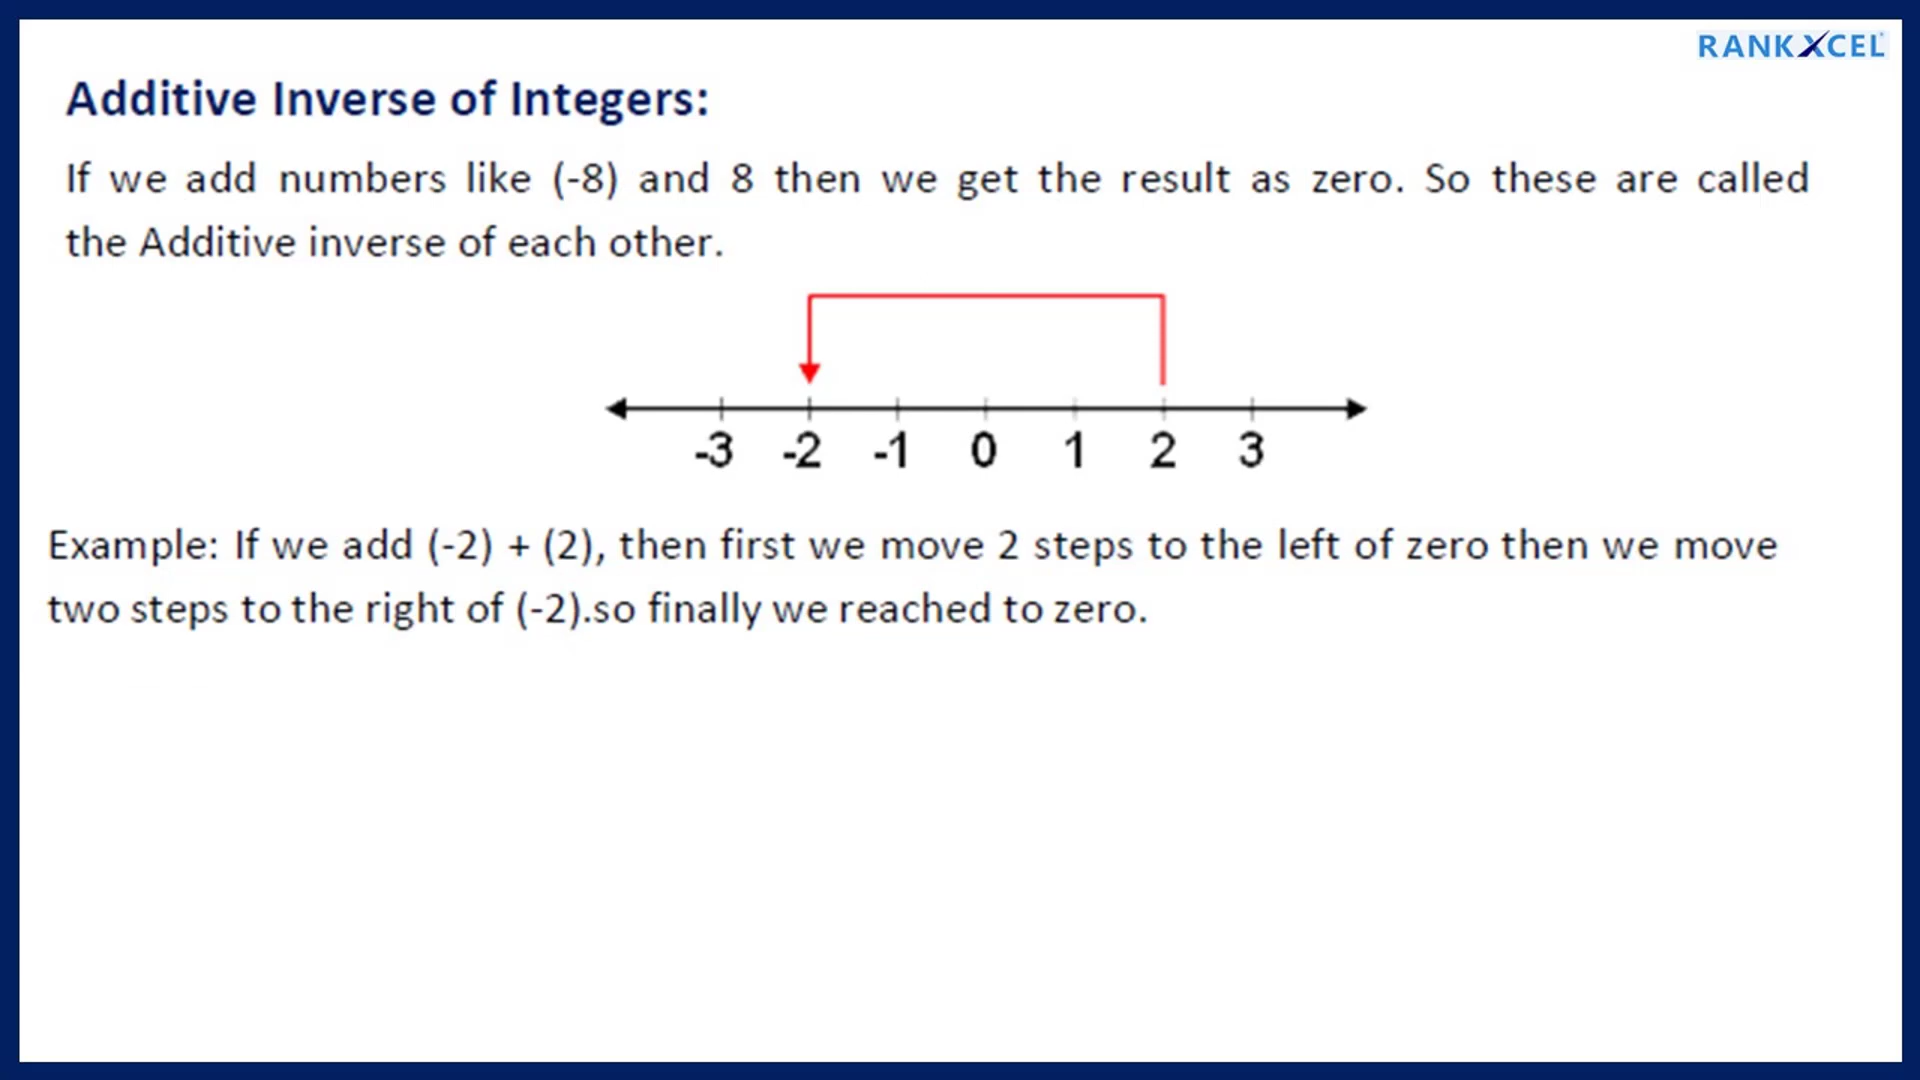 RANKXCEL
Additive Inverse of Integers:
If we add numbers like (-8) and 8 then we get the result as zero. So these are called
the Additive inverse of each other.
-3 -2 -1 0 1 2 3
Example: If we add (-2) + (2), then first we move 2 steps to the left of zero then we move
two steps to the right of (-2).so finally we reached to zero.